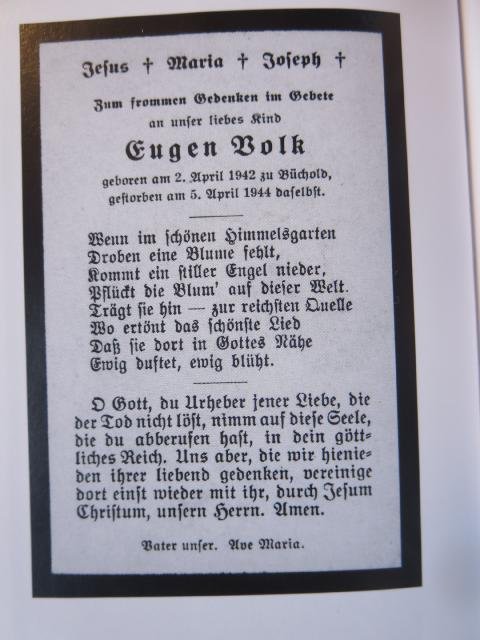 Jesus † Maria † Joseph †
Zum frommen Gedenken im Gebete
an unser liebes Kind
Eugen Volk
geboren am 2. April 1942 zu Büchold,
gestorben am 5. April 1944 daselbst.
Wenn im schönen Himmelsgarten
Droben eine Blume fehlt,
Kommt ein stiller Engel nieder,
Pflückt die Blum' auf dieser Welt.
Trägt sie hin — zur reichsten Quelle
Wo ertönt das schönste Lied
Daß sie dort in Gottes Nähe
Ewig duftet, ewig blüht.
O Gott, du Urheber jener Liebe, die
der Tod nicht löst, nimm auf diese Seele,
die du abberufen hast, in dein gött-
liches Reich. Uns aber, die wir hienie-
den ihrer liebend gedenken, vereinige
dort einst wieder mit ihr, durch Jesum
Christum, unsern Herrn. Amen.
Vater unser. Ave Maria.